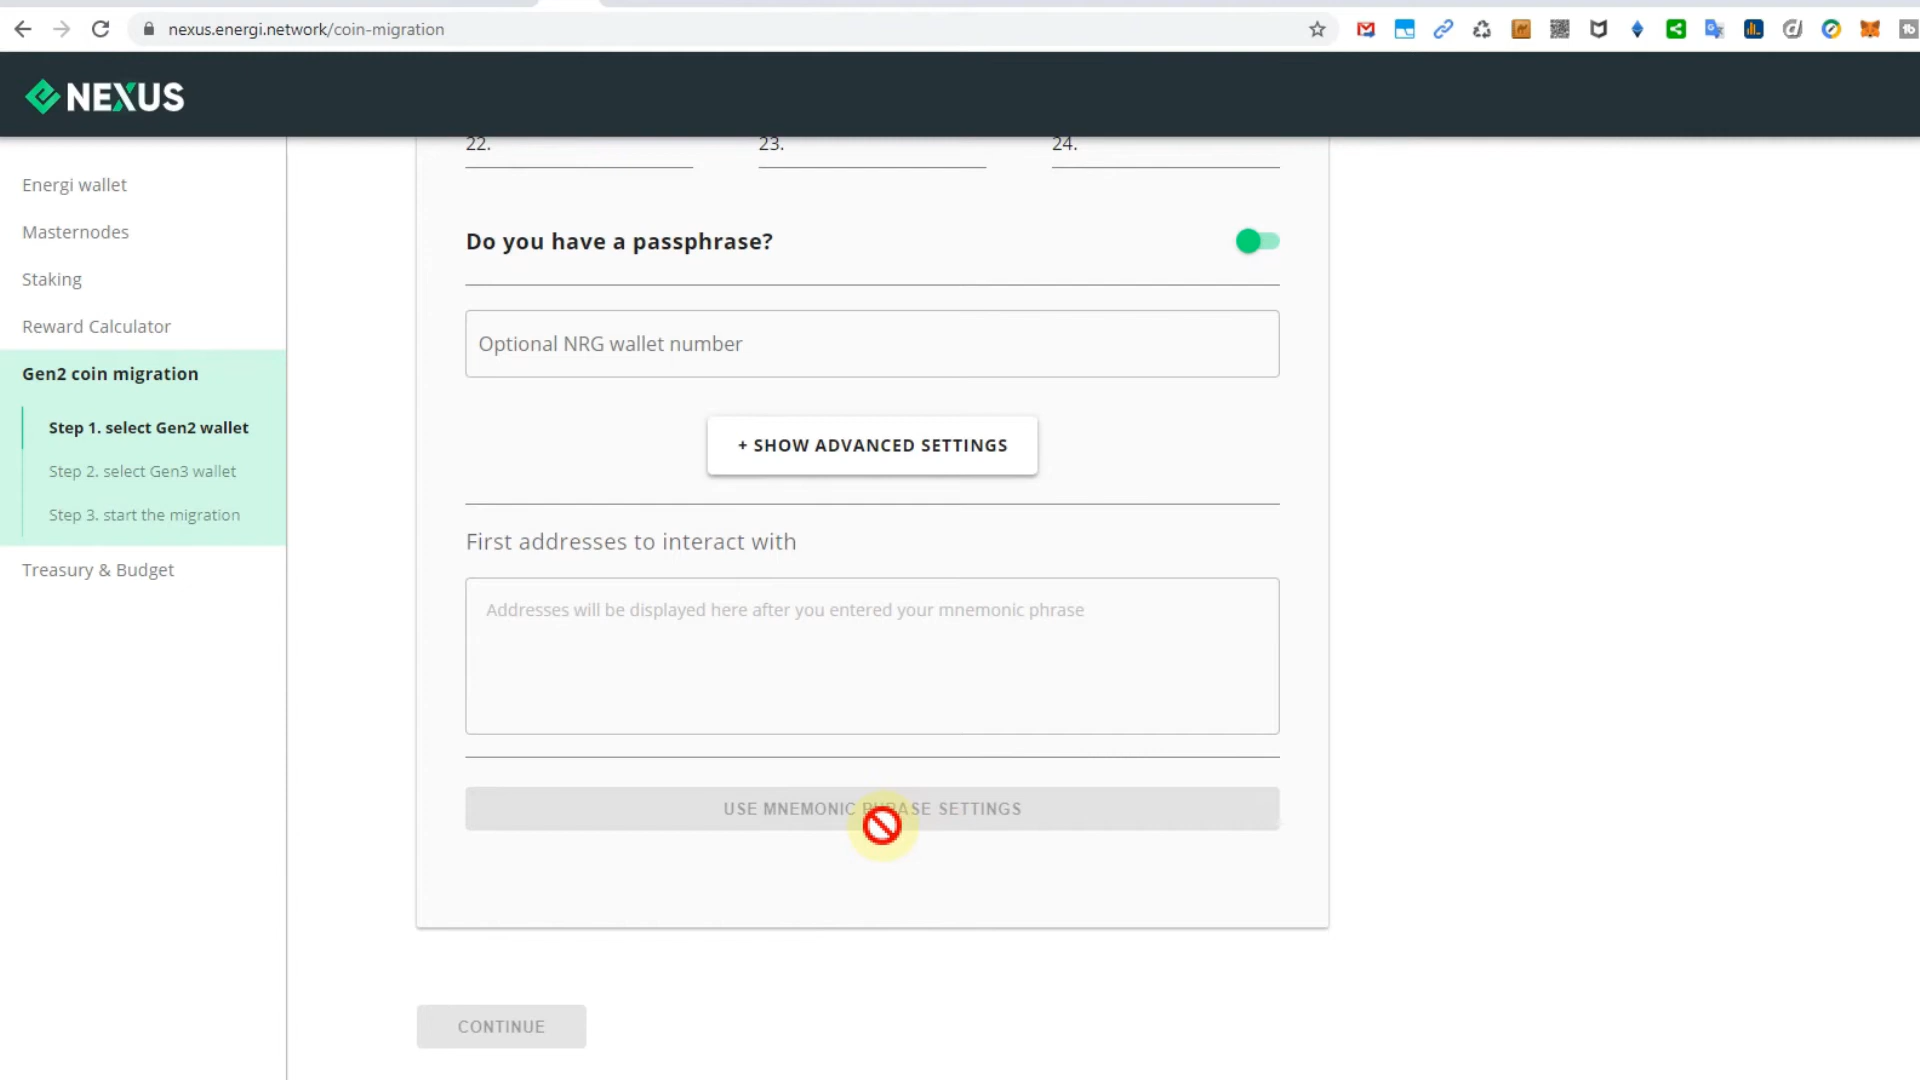 nexus.energi.network/coin-migration
NEXUS
Energi wallet
Masternodes
Staking
Reward Calculator
Gen2 coin migration
Step 1. select Gen2 wallet
Step 2. select Gen3 wallet
Step 3. start the migration
Treasury & Budget
22. 23. 24.
Do you have a passphrase?
Optional NRG wallet number
+ SHOW ADVANCED SETTINGS
First addresses to interact with
Addresses will be displayed here after you entered your mnemonic phrase
USE MNEMONIC PHRASE SETTINGS
CONTINUE